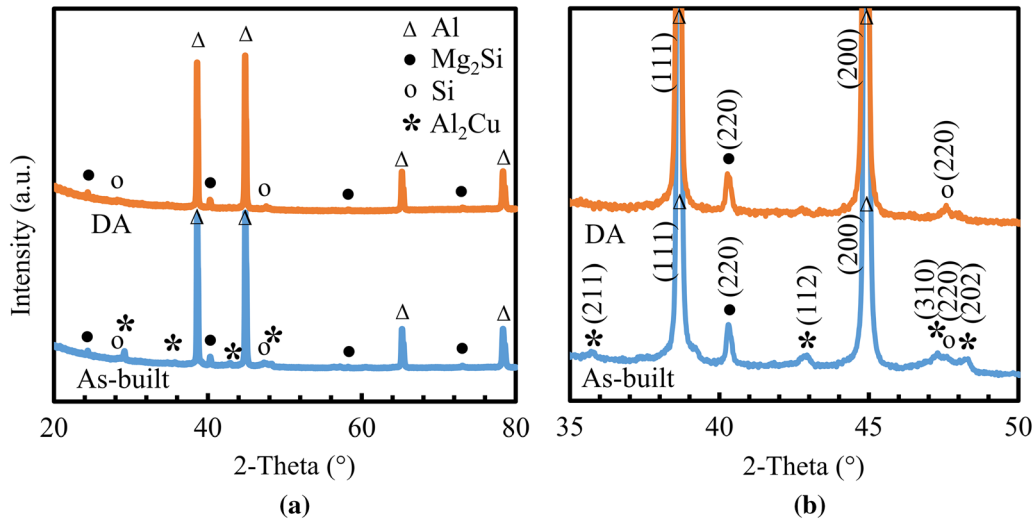 Δ Al
● Mg₂Si
o Si
* Al₂Cu
Intensity (a.u.)
DA
As-built
20
40
60
80
2-Theta (°)
(a)
(111)
(220)
(200)
(220)
DA
(211)
(111)
(220)
(112)
(200)
(310)
(220)
(202)
As-built
35
40
45
50
2-Theta (°)
(b)